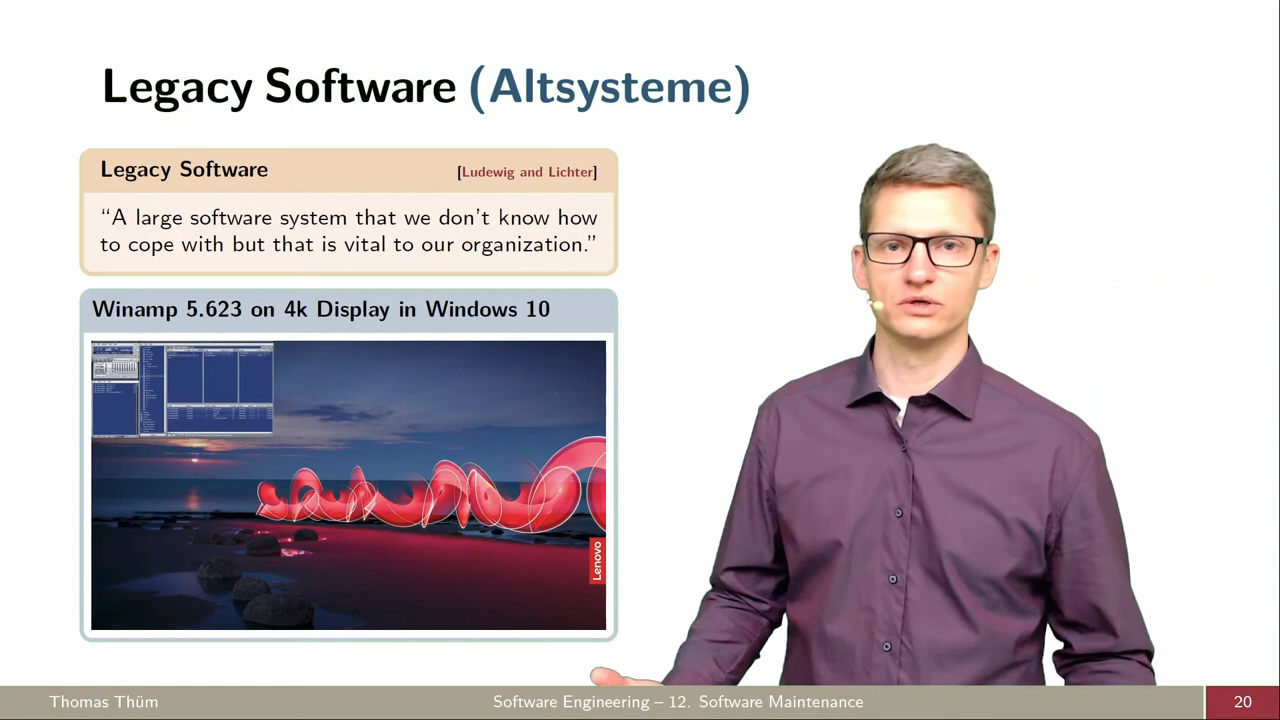 Legacy Software (Altsysteme)
Legacy Software [Ludewig and Lichter]
“A large software system that we don’t know how
to cope with but that is vital to our organization.”
Winamp 5.623 on 4k Display in Windows 10
Lenovo
Thomas Thüm Software Engineering – 12. Software Maintenance 20